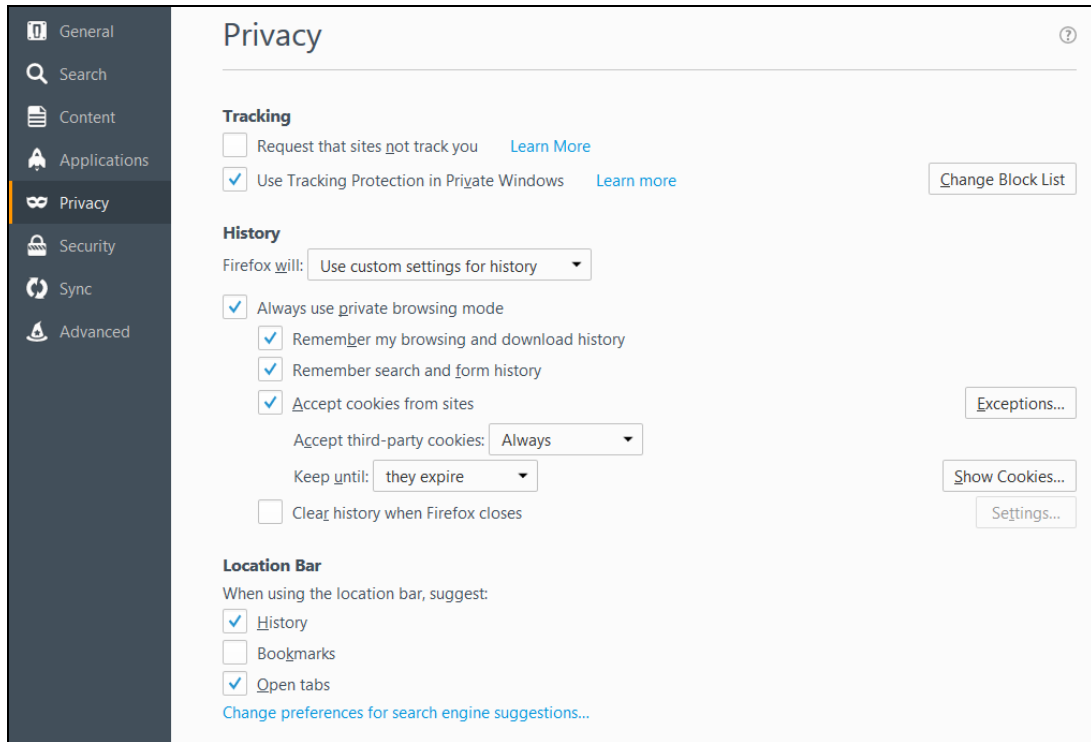 General
Search
Content
Applications
Privacy
Security
Sync
Advanced
Privacy
?
Tracking
Request that sites not track you Learn More
Use Tracking Protection in Private Windows Learn more Change Block List
History
Firefox will: Use custom settings for history
Always use private browsing mode
Remember my browsing and download history
Remember search and form history
Accept cookies from sites Exceptions...
Accept third-party cookies: Always
Keep until: they expire Show Cookies...
Clear history when Firefox closes Settings...
Location Bar
When using the location bar, suggest:
History
Bookmarks
Open tabs
Change preferences for search engine suggestions...